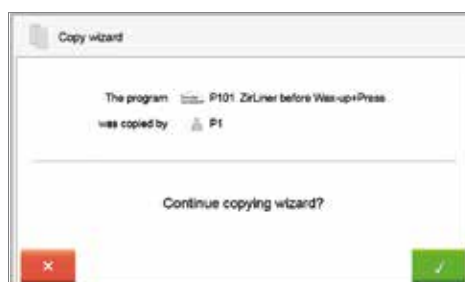 Copy wizard
The program P101 ZirLiner before Wax-up+Press
was copied by P1
Continue copying wizard?